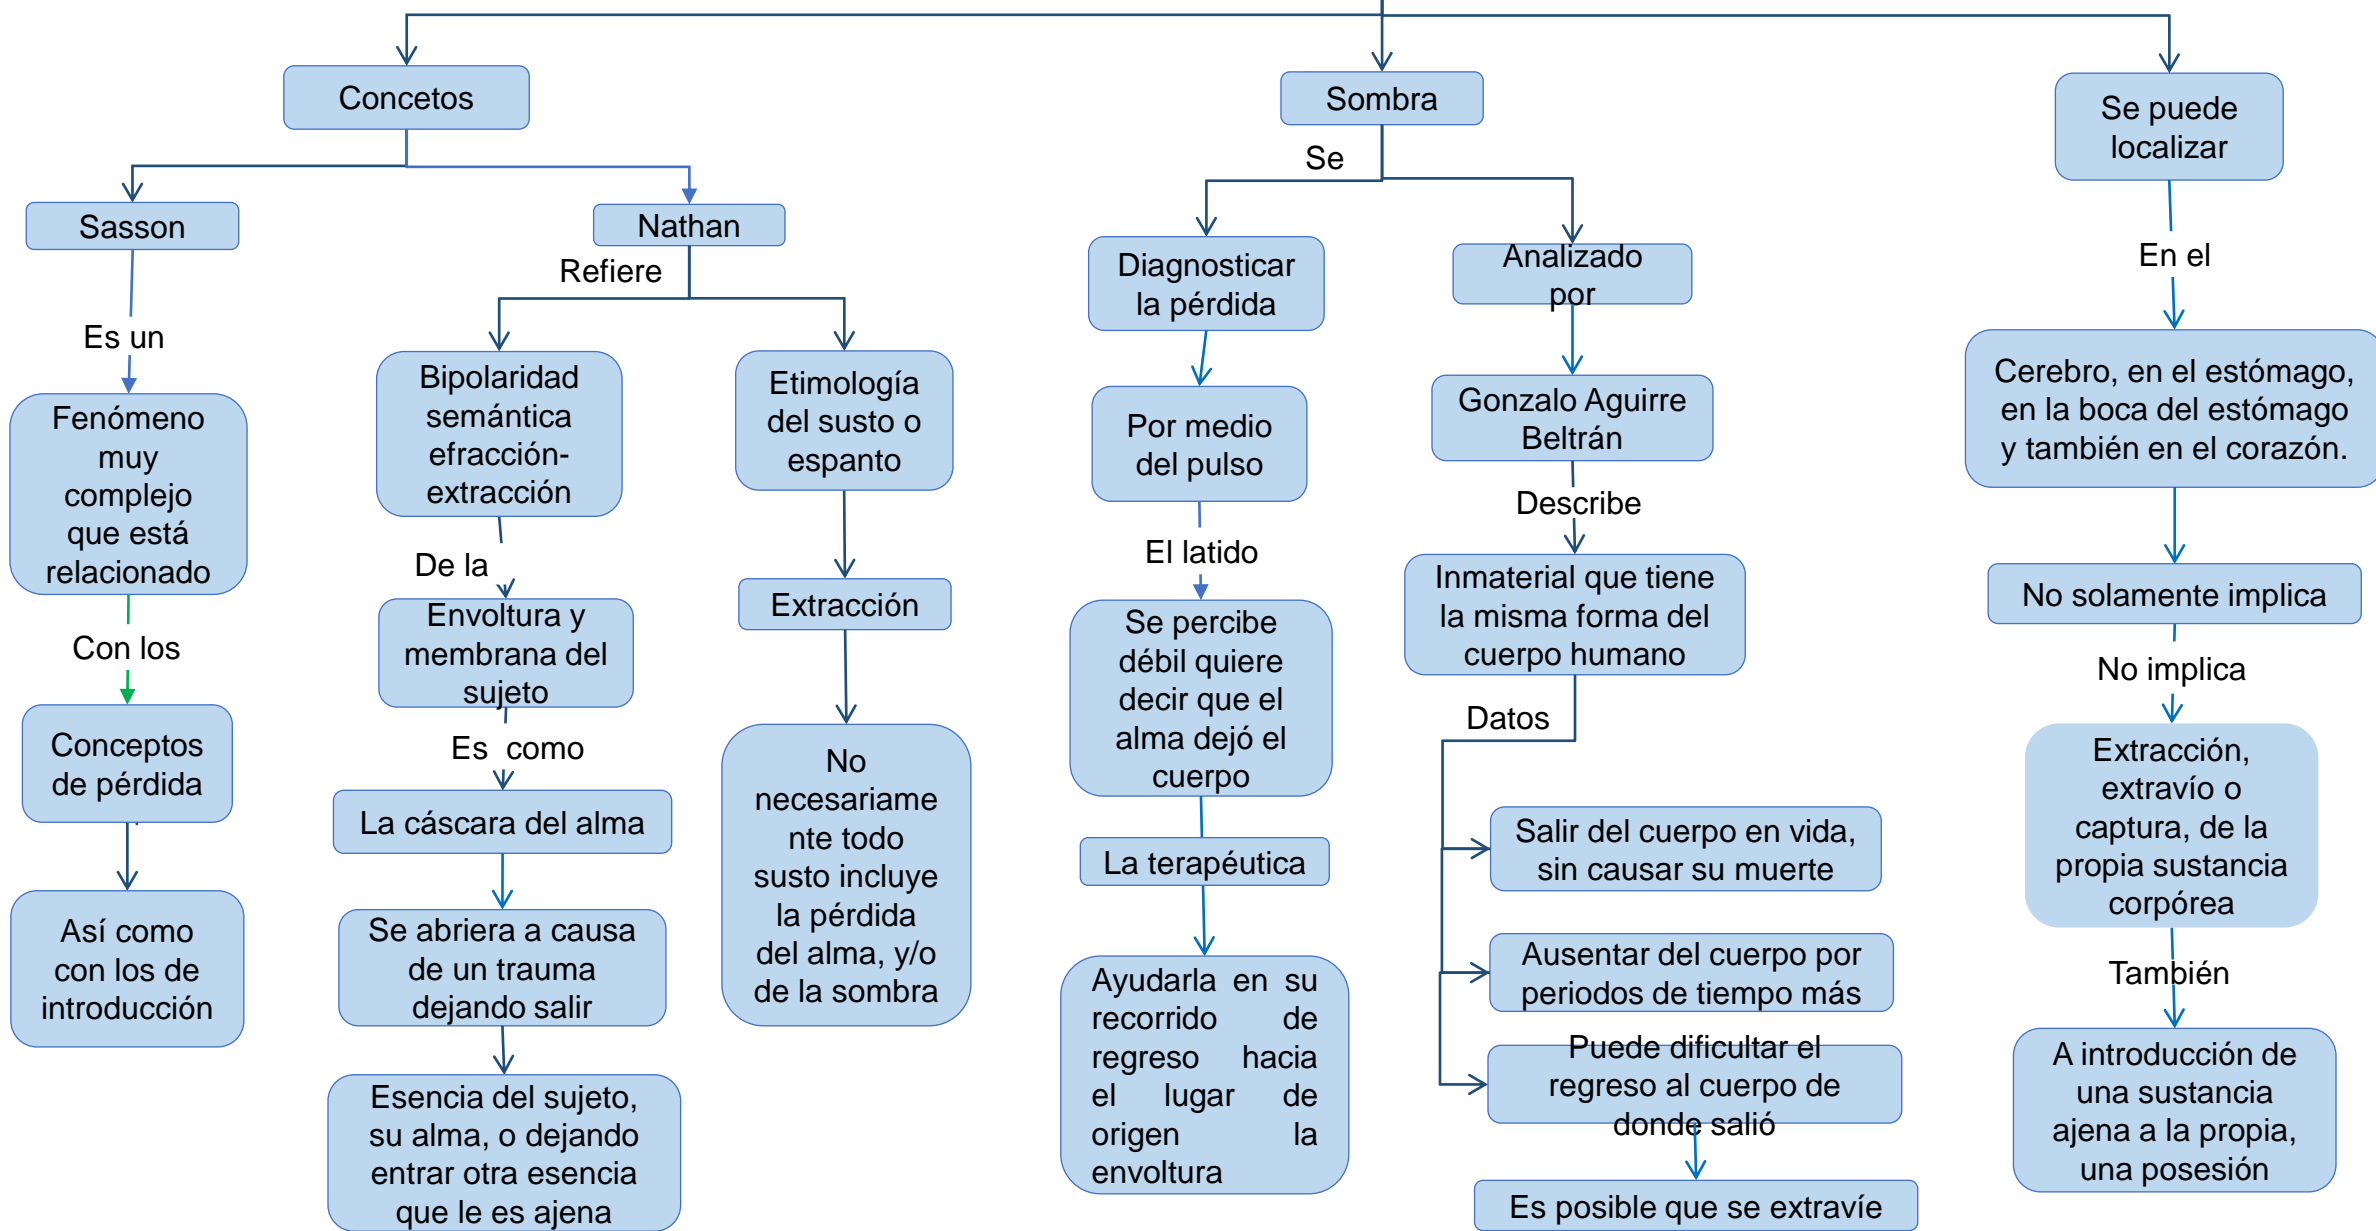 Concetos
Sasson
Es un
Fenómeno
muy
complejo
que está
relacionado
Con los
Conceptos
de pérdida
Así como
con los de
introducción
Nathan
Refiere
Bipolaridad
semántica
efracción-
extracción
De la
Envoltura y
membrana del
sujeto
Es como
La cáscara del alma
Se abriera a causa
de un trauma
dejando salir
Esencia del sujeto,
su alma, o dejando
entrar otra esencia
que le es ajena
Etimología
del susto o
espanto
Extracción
No
necesariame
nte todo
susto incluye
la pérdida
del alma, y/o
de la sombra
Sombra
Se
Diagnosticar
la pérdida
Por medio
del pulso
El latido
Se percibe
débil quiere
decir que el
alma dejó el
cuerpo
La terapéutica
Ayudarla en su
recorrido de
regreso hacia
el lugar de
origen la
envoltura
Analizado
por
Gonzalo Aguirre
Beltrán
Describe
Inmaterial que tiene
la misma forma del
cuerpo humano
Datos
Salir del cuerpo en vida,
sin causar su muerte
Ausentar del cuerpo por
periodos de tiempo más
Puede dificultar el
regreso al cuerpo de
donde salió
Es posible que se extravíe
Se puede
localizar
En el
Cerebro, en el estómago,
en la boca del estómago
y también en el corazón.
No solamente implica
No implica
Extracción,
extravío o
captura, de la
propia sustancia
corpórea
También
A introducción de
una sustancia
ajena a la propia,
una posesión